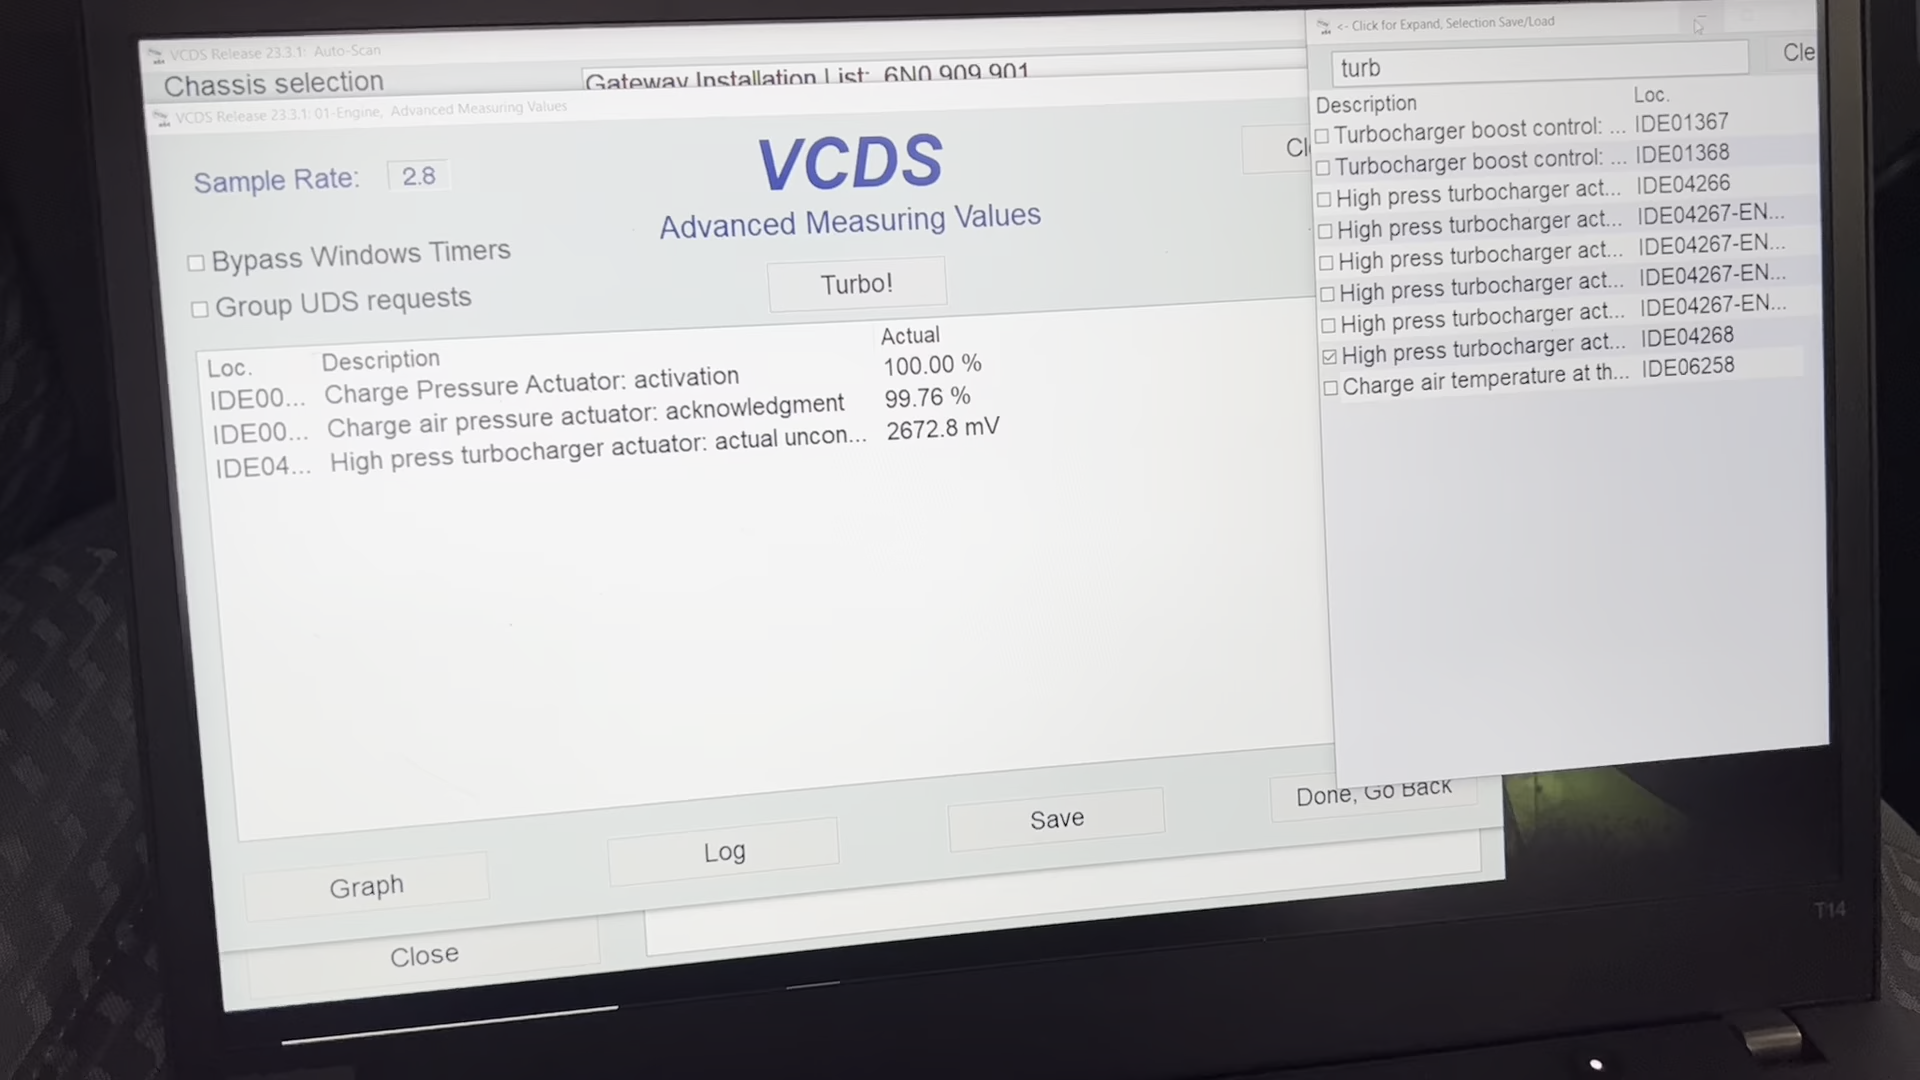 VCDS Release 23.3.1: Auto-Scan
Chassis selection
Gateway Installation List: 6N0 909 901
VCDS Release 23.3.1: 01-Engine, Advanced Measuring Values
Sample Rate: 2.8
VCDS
Advanced Measuring Values
Bypass Windows Timers
Group UDS requests
Turbo!
Loc. Description Actual
IDE00... Charge Pressure Actuator: activation 100.00 %
IDE00... Charge air pressure actuator: acknowledgment 99.76 %
IDE04... High press turbocharger actuator: actual uncon... 2672.8 mV
Graph
Log
Save
Done, Go Back
Close
<- Click for Expand, Selection Save/Load
turb
Cle
Description Loc.
Turbocharger boost control: ... IDE01367
Turbocharger boost control: ... IDE01368
High press turbocharger act... IDE04266
High press turbocharger act... IDE04267-EN...
High press turbocharger act... IDE04267-EN...
High press turbocharger act... IDE04267-EN...
High press turbocharger act... IDE04267-EN...
High press turbocharger act... IDE04268
Charge air temperature at th... IDE06258
T14